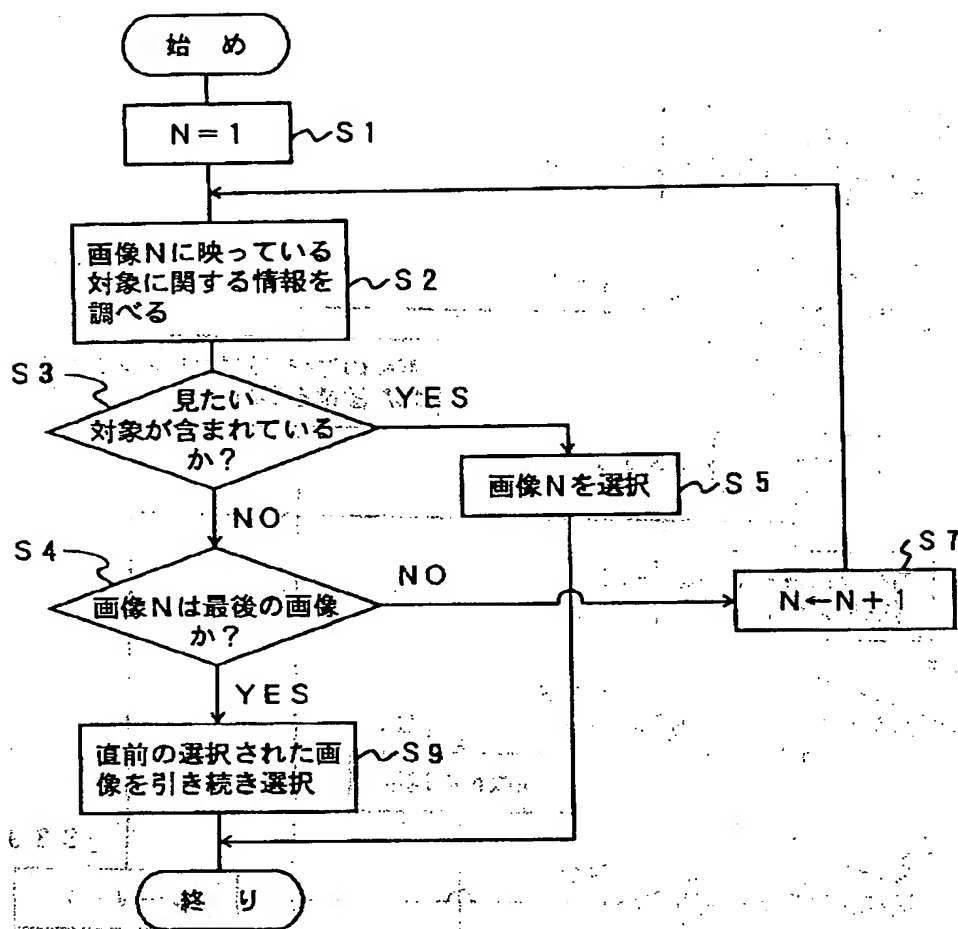 始め
N=1
S1
画像Nに映っている
対象に関する情報を
調べる
S2
S3
見たい
対象が含まれている
か?
YES
画像Nを選択
S5
NO
S4
画像Nは最後の画像
か?
NO
S7
N←N+1
YES
直前の選択された画
像を引き続き選択
S9
終り